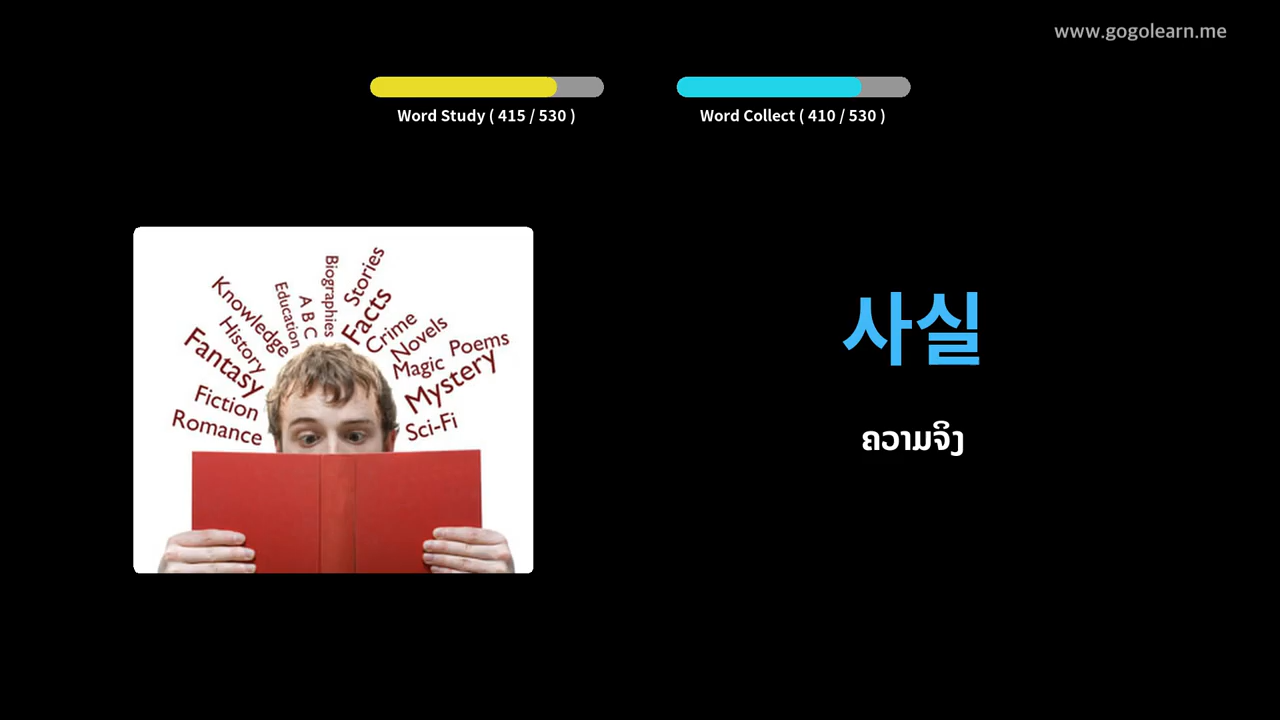 www.gogolearn.me
Word Study ( 415 / 530 )
Word Collect ( 410 / 530 )
Knowledge
Education
A B C
Biographies
Stories
Facts
History
Crime
Novels
Fantasy
Magic
Poems
Mystery
Fiction
Sci-Fi
Romance
사실
ຄວາມຈິງ